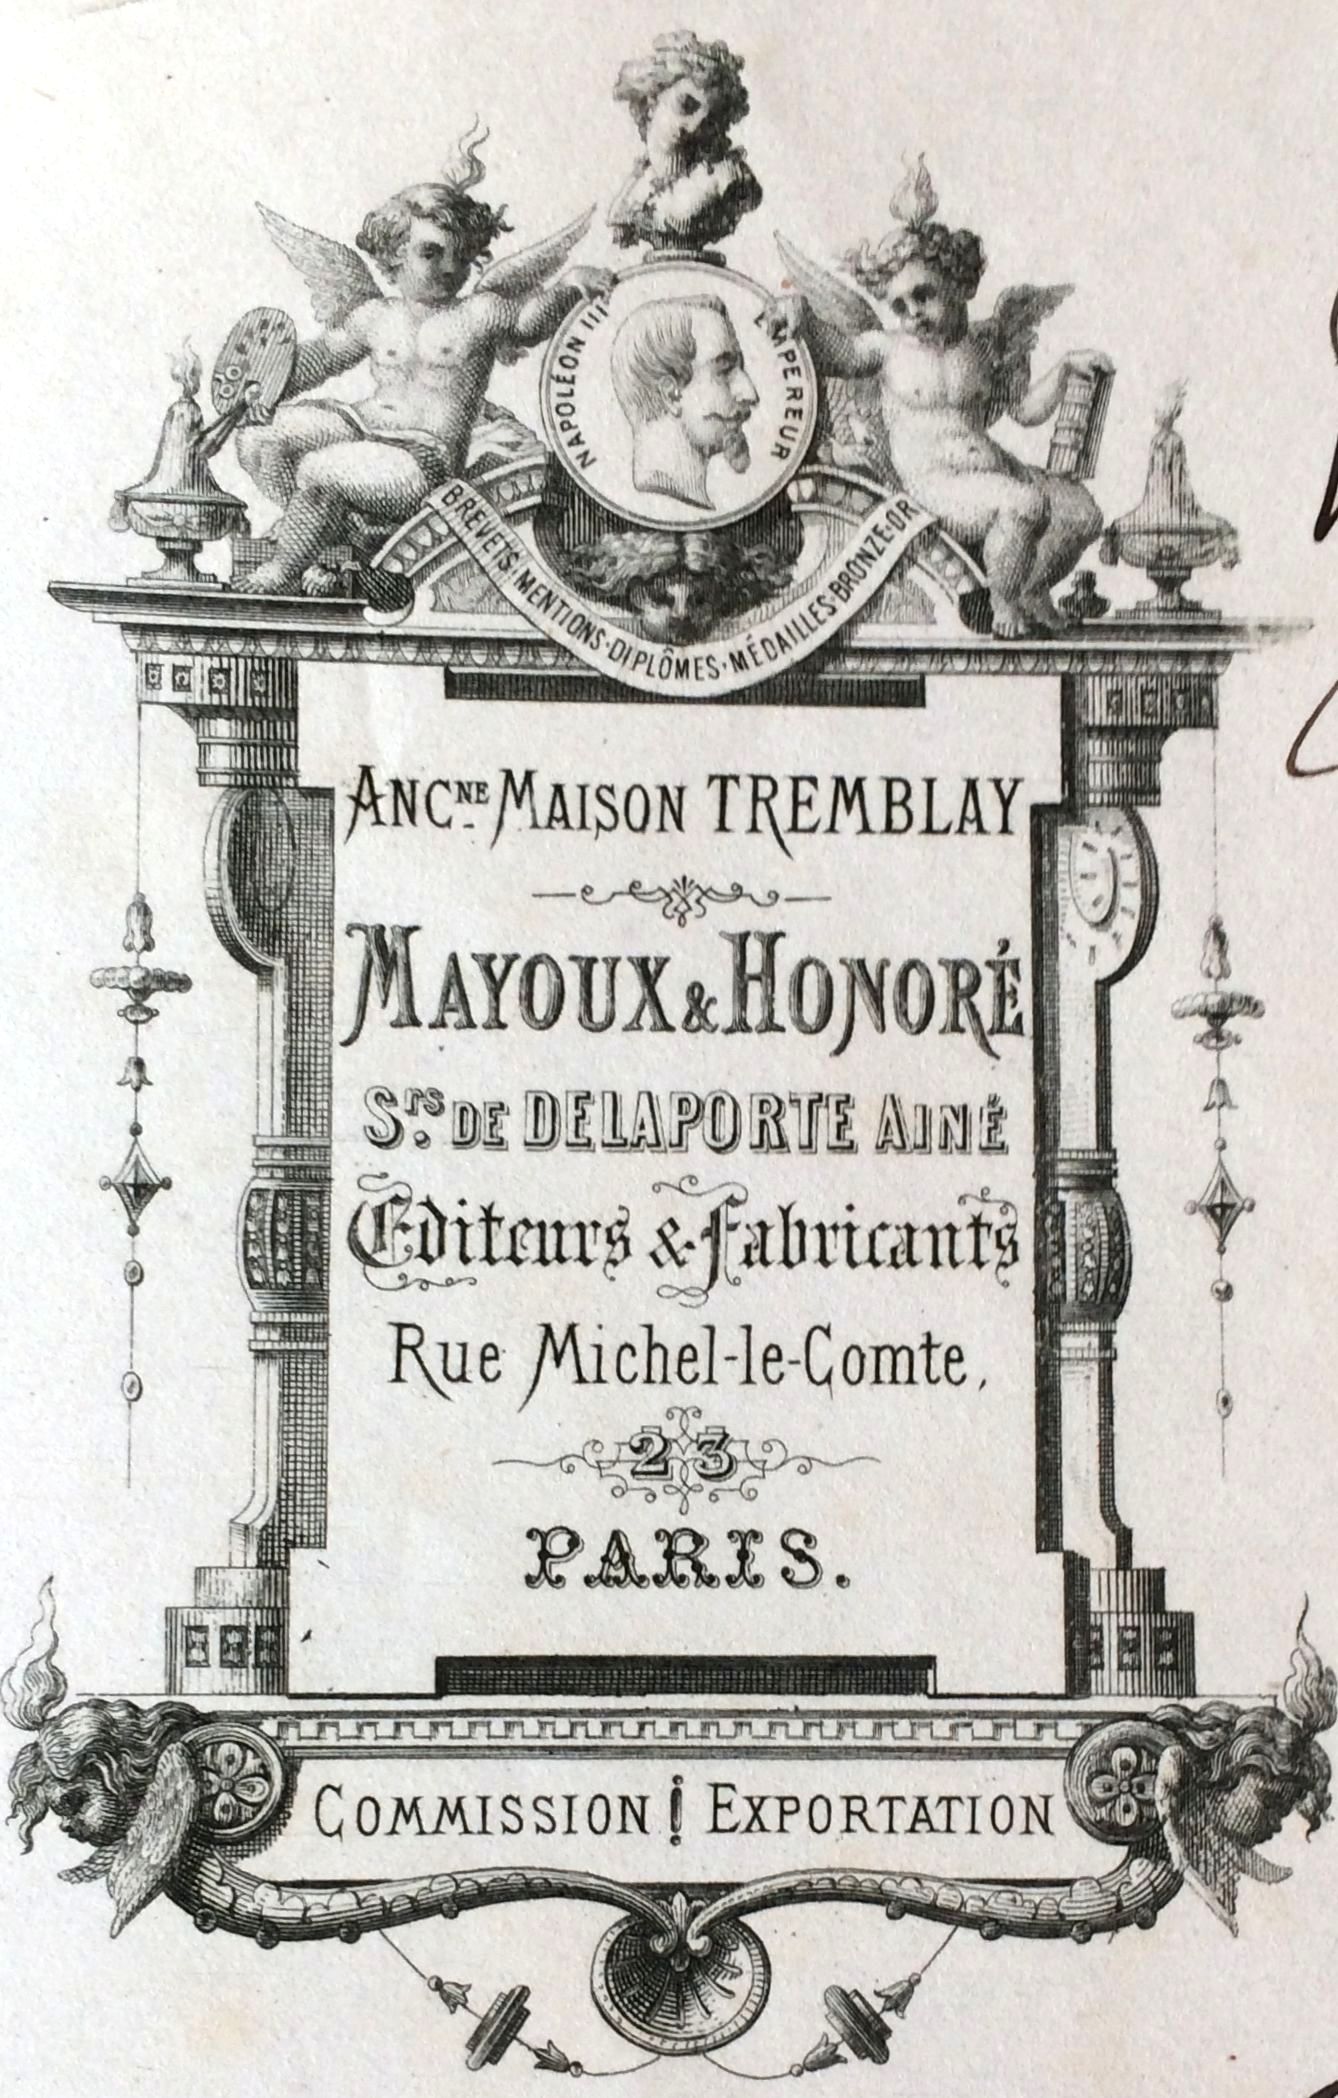 NAPOLÉON III EMPEREUR
BREVETS·MENTIONS·DIPLÔMES·MÉDAILLES·BRONZE·OR
ANCNE. MAISON TREMBLAY
MAYOUX & HONORÉ
Srs. DE DELAPORTE AINÉ
Editeurs & Fabricants
Rue Michel-le-Comte,
23
PARIS.
COMMISSION EXPORTATION